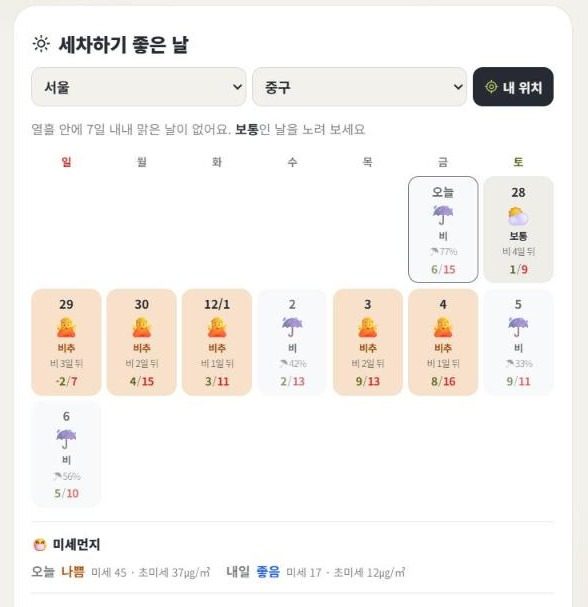 세차하기 좋은 날
서울 중구 내 위치
열흘 안에 7일 내내 맑은 날이 없어요. 보통인 날을 노려 보세요
일 월 화 수 목 금 토
오늘 28
비 보통
77% 비 4일 뒤
6/15 1/9
29 30 12/1 2 3 4 5
비추 비추 비추 비 비추 비추 비
비 3일 뒤 비 2일 뒤 비 1일 뒤 42% 비 2일 뒤 비 1일 뒤 33%
-2/7 4/15 3/11 2/13 9/13 8/16 9/11
6
비
56%
5/10
미세먼지
오늘 나쁨 미세 45 · 초미세 37㎍/㎥ 내일 좋음 미세 17 · 초미세 12㎍/㎥